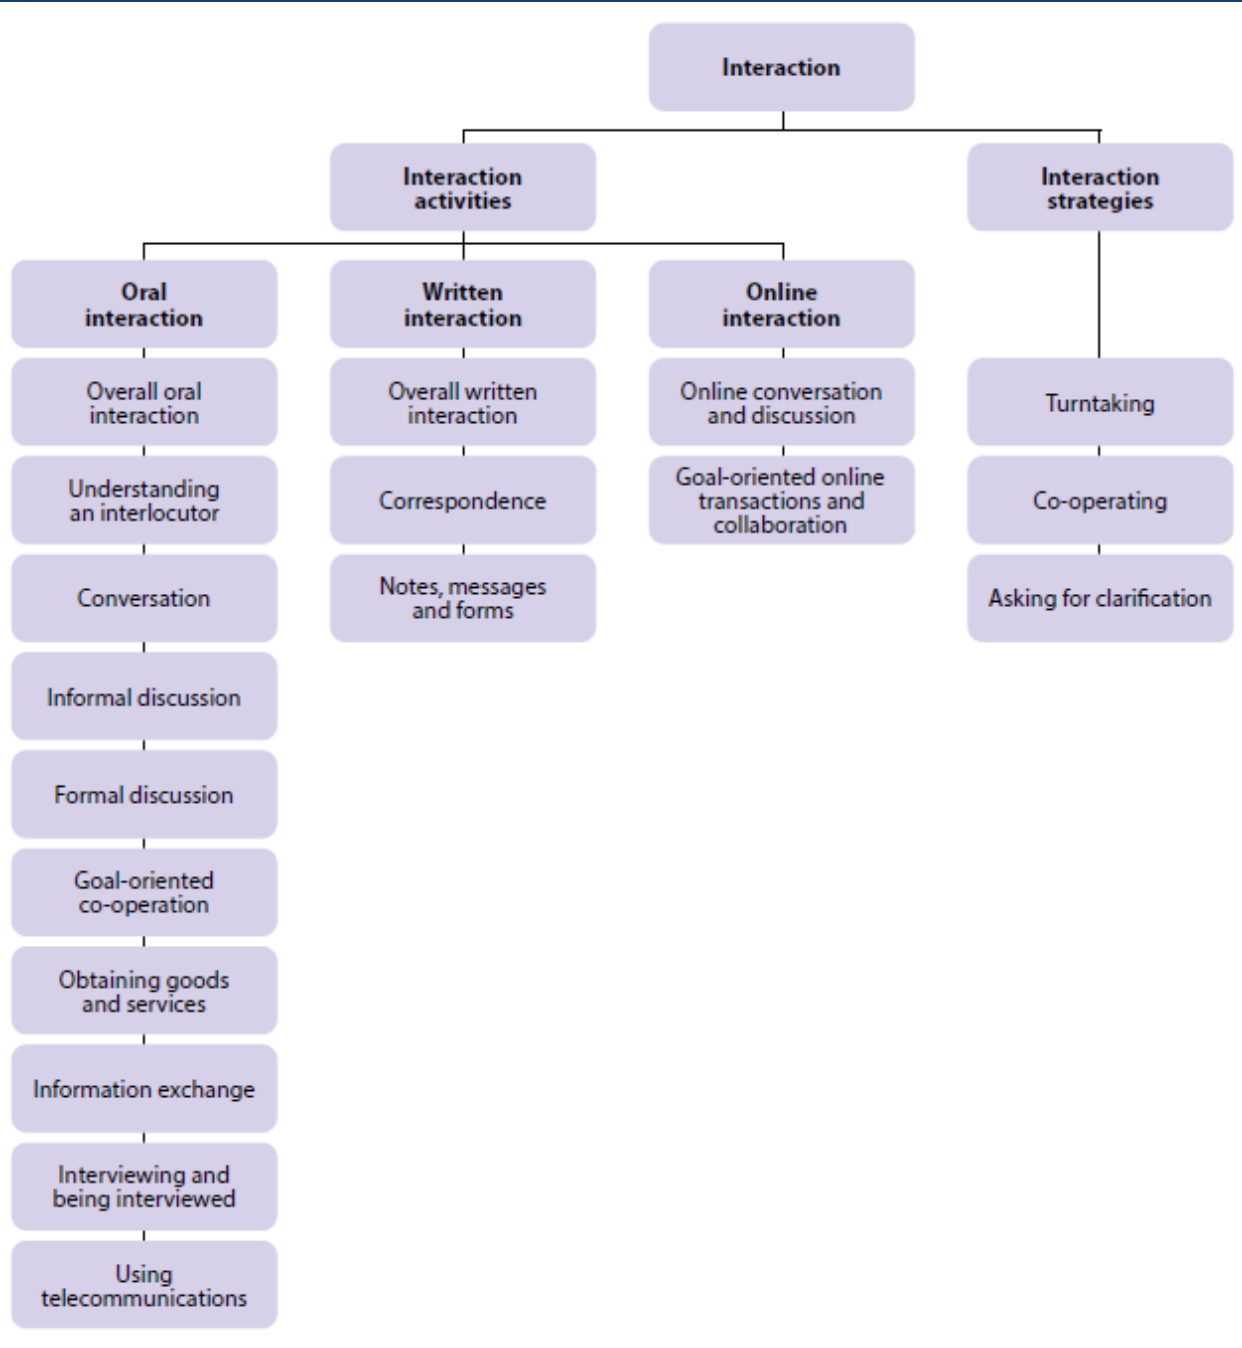 Interaction
Interaction
activities
Interaction
strategies
Oral
interaction
Written
interaction
Online
interaction
Overall oral
interaction
Overall written
interaction
Online conversation
and discussion
Turntaking
Understanding
an interlocutor
Correspondence
Goal-oriented online
transactions and
collaboration
Co-operating
Conversation
Notes, messages
and forms
Asking for clarification
Informal discussion
Formal discussion
Goal-oriented
co-operation
Obtaining goods
and services
Information exchange
Interviewing and
being interviewed
Using
telecommunications